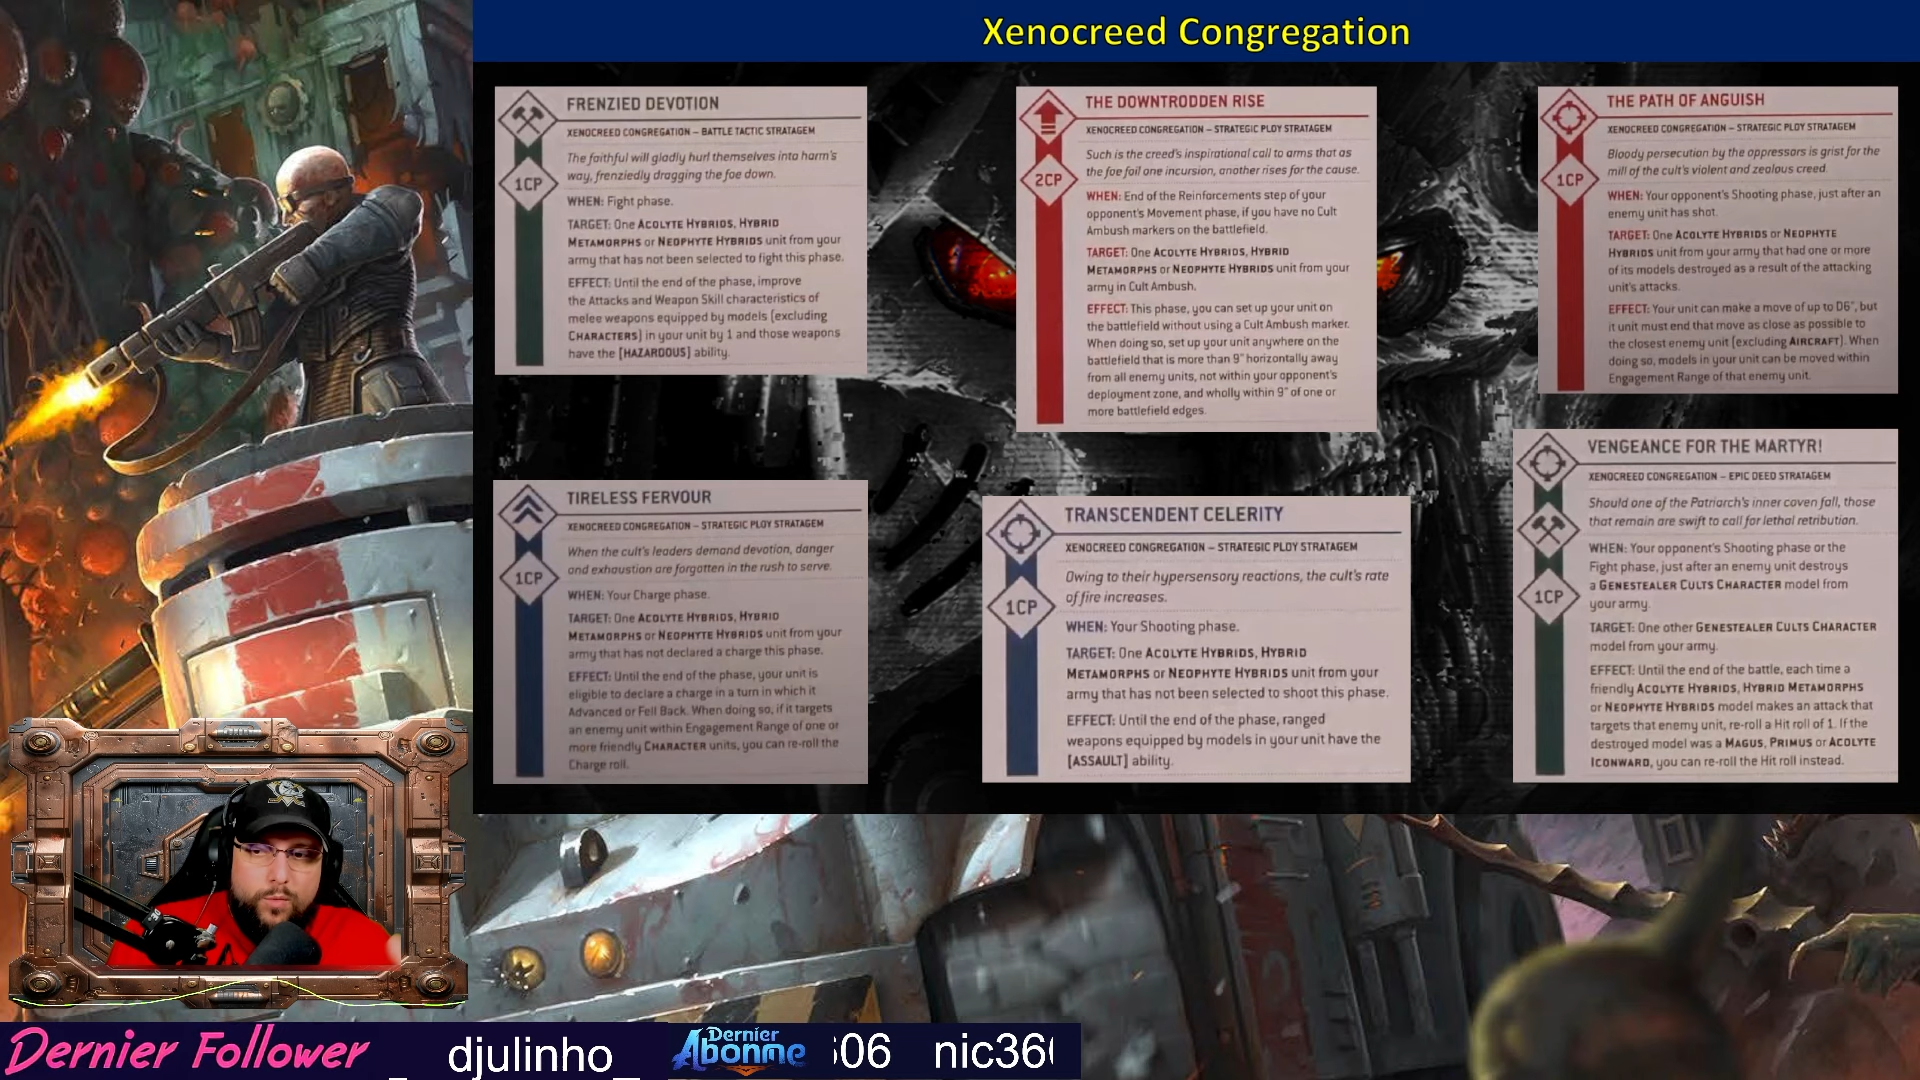 Xenocreed Congregation
FRENZIED DEVOTION
XENOCREED CONGREGATION – BATTLE TACTIC STRATAGEM
The faithful will gladly hurl themselves into harm's
way, frenziedly dragging the foe down.
1CP
WHEN: Fight phase.
TARGET: One ACOLYTE HYBRIDS, HYBRID
METAMORPHS or NEOPHYTE HYBRIDS unit from your
army that has not been selected to fight this phase.
EFFECT: Until the end of the phase, improve
the Attacks and Weapon Skill characteristics of
melee weapons equipped by models (excluding
CHARACTERS) in your unit by 1 and those weapons
have the [HAZARDOUS] ability.
THE DOWNTRODDEN RISE
XENOCREED CONGREGATION – STRATEGIC PLOY STRATAGEM
Such is the creed's inspirational call to arms that as
the foe foil one incursion, another rises for the cause.
2CP
WHEN: End of the Reinforcements step of your
opponent's Movement phase, if you have no Cult
Ambush markers on the battlefield.
TARGET: One ACOLYTE HYBRIDS, HYBRID
METAMORPHS or NEOPHYTE HYBRIDS unit from your
army in Cult Ambush.
EFFECT: This phase, you can set up your unit on
the battlefield without using a Cult Ambush marker.
When doing so, set up your unit anywhere on the
battlefield that is more than 9" horizontally away
from all enemy units, not within your opponent's
deployment zone, and wholly within 9" of one or
more battlefield edges.
THE PATH OF ANGUISH
XENOCREED CONGREGATION – STRATEGIC PLOY STRATAGEM
Bloody persecution by the oppressors is grist for the
mill of the cult's violent and zealous creed.
1CP
WHEN: Your opponent's Shooting phase, just after an
enemy unit has shot.
TARGET: One ACOLYTE HYBRIDS or NEOPHYTE
HYBRIDS unit from your army that had one or more
of its models destroyed as a result of the attacking
unit's attacks.
EFFECT: Your unit can make a move of up to D6", but
it unit must end that move as close as possible to
the closest enemy unit (excluding AIRCRAFT). When
doing so, models in your unit can be moved within
Engagement Range of that enemy unit.
TIRELESS FERVOUR
XENOCREED CONGREGATION – STRATEGIC PLOY STRATAGEM
When the cult's leaders demand devotion, danger
and exhaustion are forgotten in the rush to serve.
1CP
WHEN: Your Charge phase.
TARGET: One ACOLYTE HYBRIDS, HYBRID
METAMORPHS or NEOPHYTE HYBRIDS unit from your
army that has not declared a charge this phase.
EFFECT: Until the end of the phase, your unit is
eligible to declare a charge in a turn in which it
Advanced or Fell Back. When doing so, if it targets
an enemy unit within Engagement Range of one or
more friendly CHARACTER units, you can re-roll the
Charge roll.
TRANSCENDENT CELERITY
XENOCREED CONGREGATION – STRATEGIC PLOY STRATAGEM
Owing to their hypersensory reactions, the cult's rate
of fire increases.
1CP
WHEN: Your Shooting phase.
TARGET: One ACOLYTE HYBRIDS, HYBRID
METAMORPHS or NEOPHYTE HYBRIDS unit from your
army that has not been selected to shoot this phase.
EFFECT: Until the end of the phase, ranged
weapons equipped by models in your unit have the
[ASSAULT] ability.
VENGEANCE FOR THE MARTYR!
XENOCREED CONGREGATION – EPIC DEED STRATAGEM
Should one of the Patriarch's inner coven fall, those
that remain are swift to call for lethal retribution.
1CP
WHEN: Your opponent's Shooting phase or the
Fight phase, just after an enemy unit destroys
a GENESTEALER CULTS CHARACTER model from
your army.
TARGET: One other GENESTEALER CULTS CHARACTER
model from your army.
EFFECT: Until the end of the battle, each time a
friendly ACOLYTE HYBRIDS, HYBRID METAMORPHS
or NEOPHYTE HYBRIDS model makes an attack that
targets that enemy unit, re-roll a Hit roll of 1. If the
destroyed model was a MAGUS, PRIMUS or ACOLYTE
ICONWARD, you can re-roll the Hit roll instead.
Dernier Follower
_ djulinho_
Dernier
Abonné
06 nic36